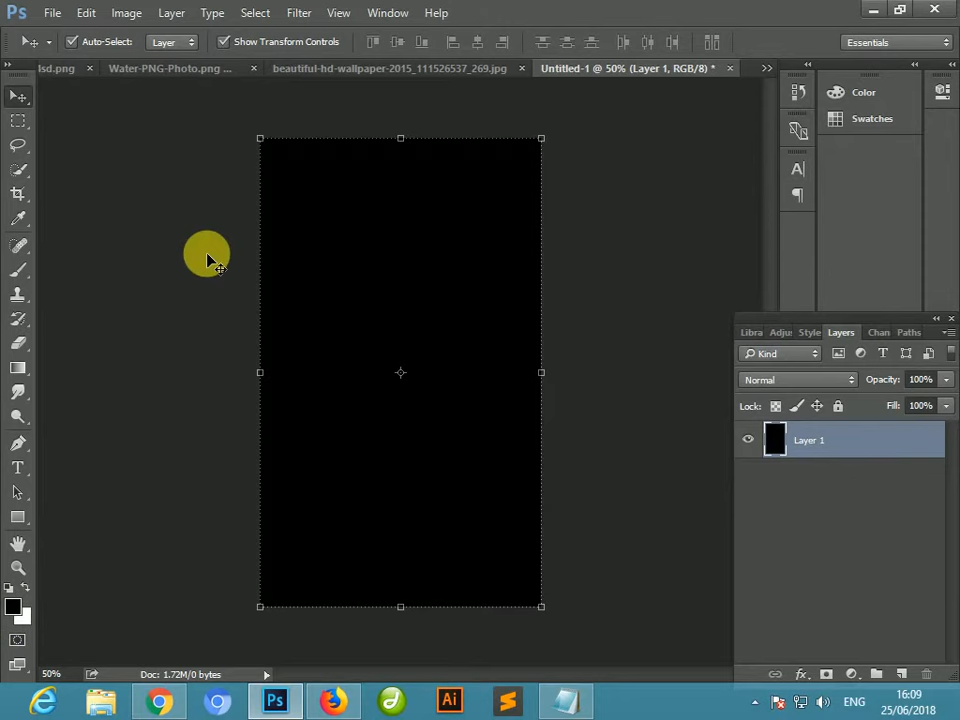 Ps File Edit Image Layer Type Select Filter View Window Help
Auto-Select: Layer Show Transform Controls Essentials
lsd.png × Water-PNG-Photo.png ... × beautiful-hd-wallpaper-2015_111526537_269.jpg × Untitled-1 @ 50% (Layer 1, RGB/8) * ×
Color
Swatches
Libra Adju Style Layers Chan Paths
Kind
Normal Opacity: 100%
Lock: Fill: 100%
Layer 1
50% Doc: 1.72M/0 bytes
Ps Ai ENG 16:09
25/06/2018